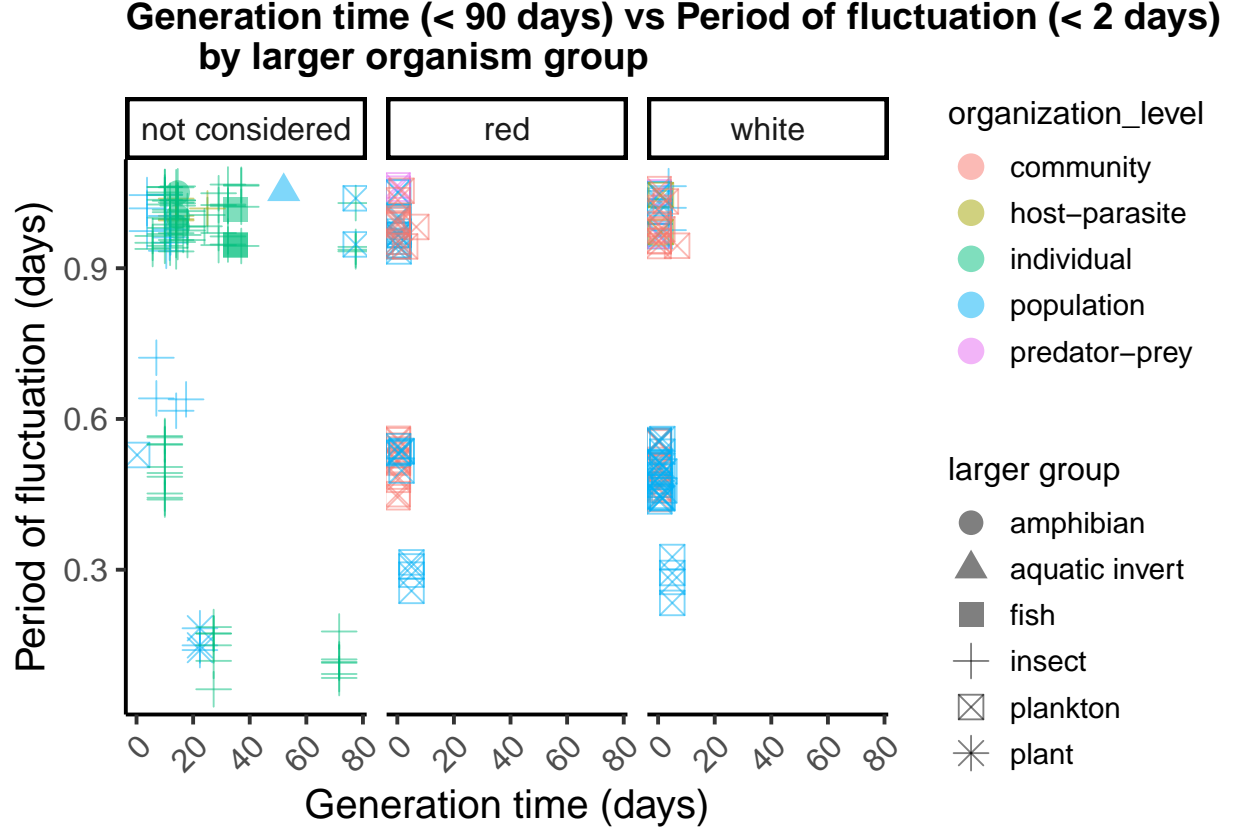 Generation time (< 90 days) vs Period of fluctuation (< 2 days)
by larger organism group
not considered
red
white
Period of fluctuation (days)
0.9
0.6
0.3
0 20 40 60 80
0 20 40 60 80
0 20 40 60 80
Generation time (days)
organization_level
community
host−parasite
individual
population
predator−prey
larger group
amphibian
aquatic invert
fish
insect
plankton
plant